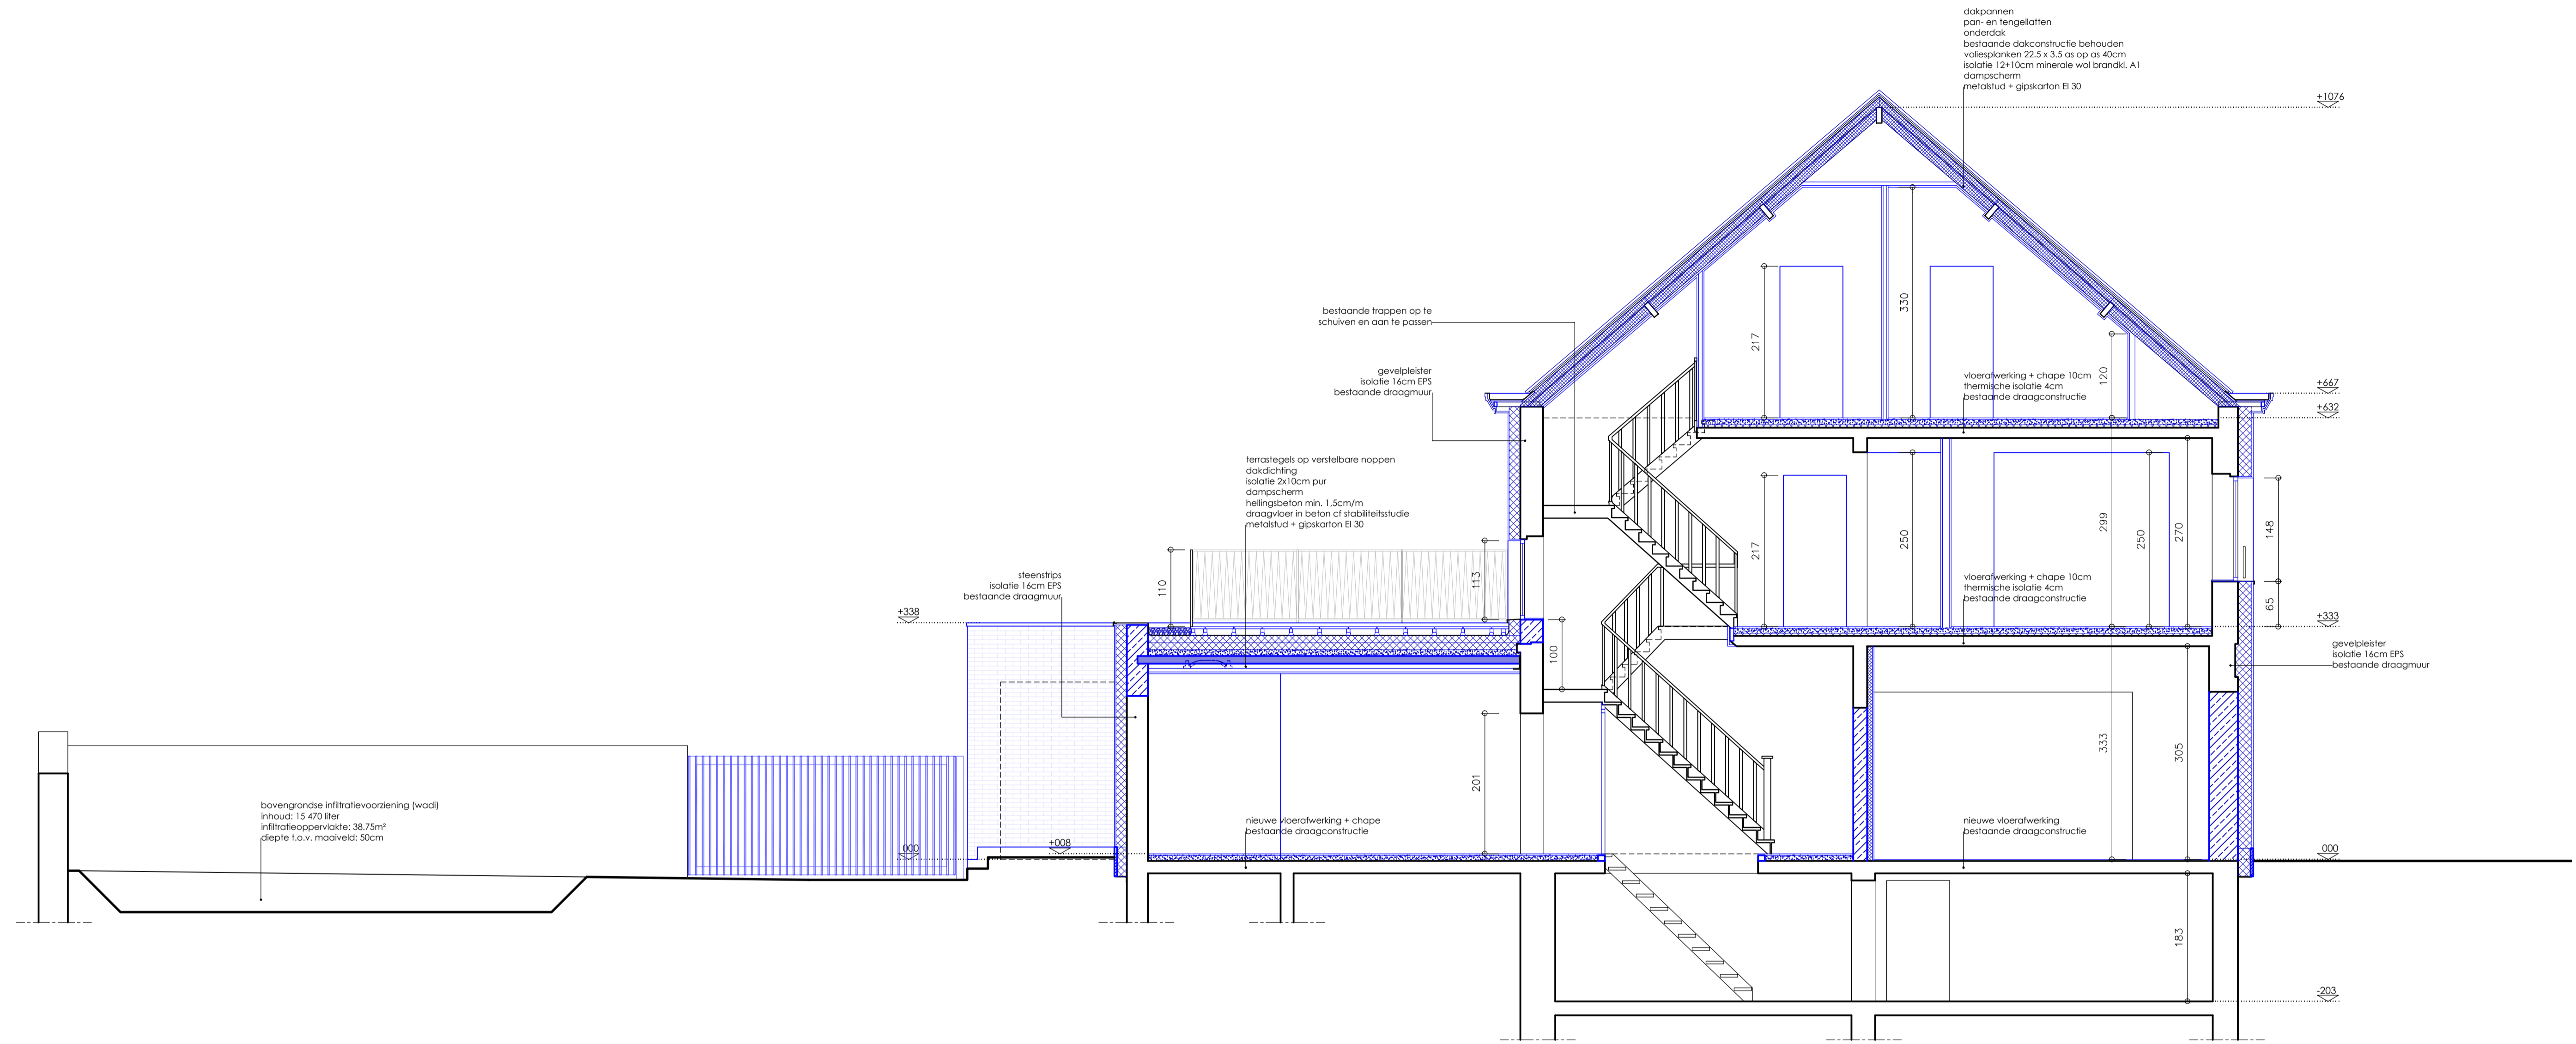 dakpannen
pan- en tengellatten
onderdak
bestaande dakconstructie behouden
voliesplanken 22.5 x 3.5 as op as 40cm
isolatie 12+10cm minerale wol brandkl. A1
dampscherm
metalstud + gipskarton EI 30
+1076
bestaande trappen op te
schuiven en aan te passen
330
217
gevelpleister
isolatie 16cm EPS
bestaande draagmuur
vloerafwerking + chape 10cm
thermische isolatie 4cm
bestaande draagconstructie
120
+667
+632
terrastegels op verstelbare noppen
dakdichting
isolatie 2x10cm pur
dampscherm
hellingsbeton min. 1,5cm/m
draagvloer in beton cf stabiliteitsstudie
metalstud + gipskarton EI 30
217
250
299
250
270
148
65
steenstrips
isolatie 16cm EPS
bestaande draagmuur
110
113
vloerafwerking + chape 10cm
thermische isolatie 4cm
bestaande draagconstructie
+338
+333
100
gevelpleister
isolatie 16cm EPS
bestaande draagmuur
201
333
305
bovengrondse infiltratievoorziening (wadi)
inhoud: 15 470 liter
infiltratieoppervlakte: 38.75m²
diepte t.o.v. maaiveld: 50cm
nieuwe vloerafwerking + chape
bestaande draagconstructie
nieuwe vloerafwerking
bestaande draagconstructie
000
+008
000
183
-203